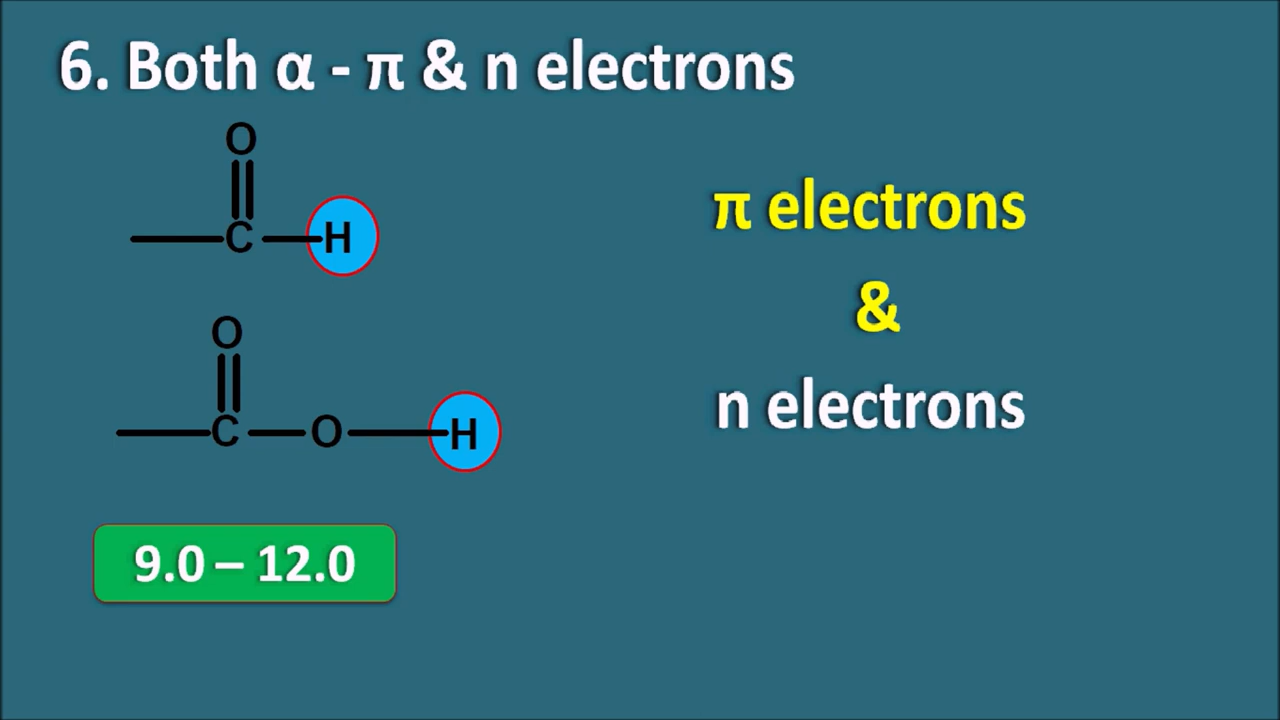 6. Both α - π & n electrons
O
C H
O
C O H
π electrons
&
n electrons
9.0 – 12.0